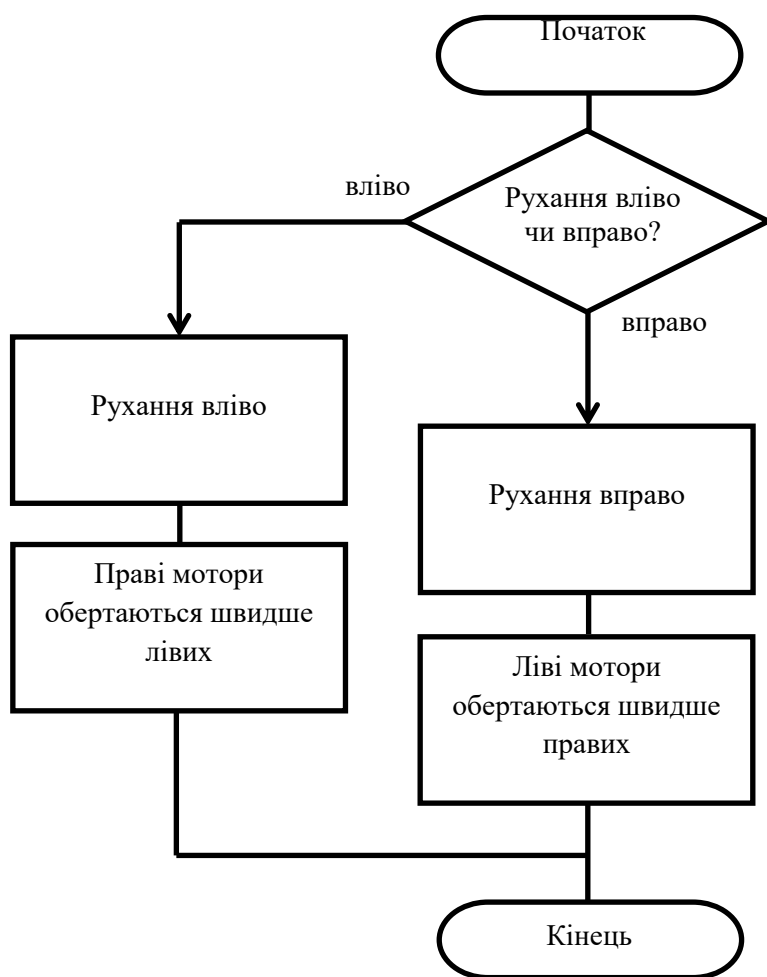 Початок
вліво
Рухання вліво
чи вправо?
вправо
Рухання вліво
Рухання вправо
Праві мотори
обертаються швидше
лівих
Ліві мотори
обертаються швидше
правих
Кінець